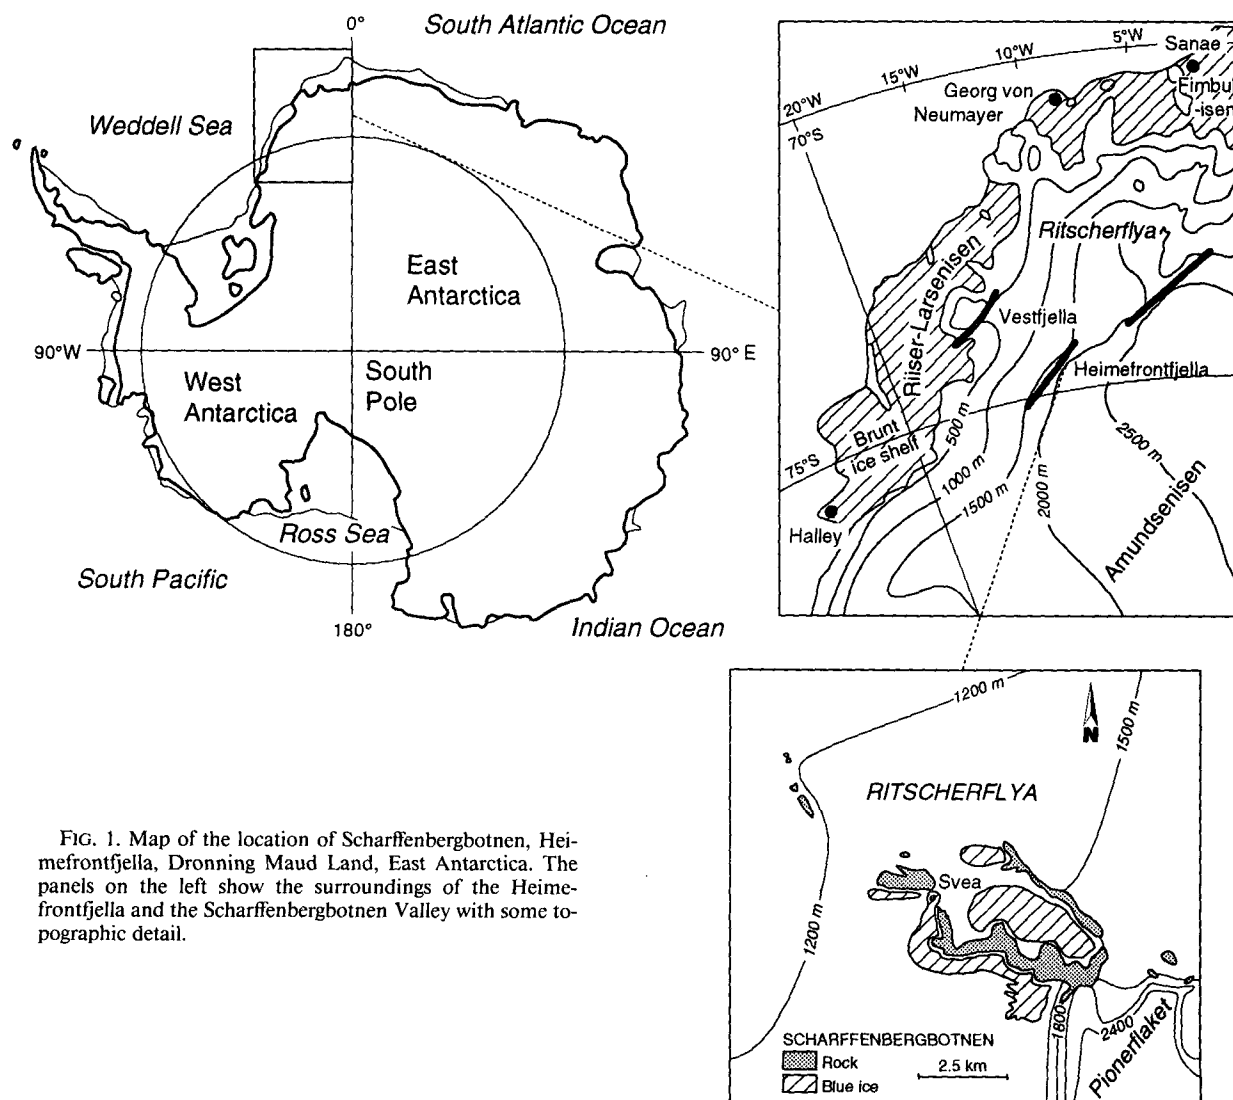 0°
South Atlantic Ocean
Weddell Sea
East
Antarctica
90°W
90° E
West
Antarctica
South
Pole
Ross Sea
South Pacific
180°
Indian Ocean
5°W
Sanae
10°W
15°W
Georg von
Neumayer
Fimbul
-isen
20°W
70°S
Ritscherflya
Riiser-Larsenisen
Vestfjella
Heimefrontfjella
Brunt
ice shelf
500 m
2500 m
75°S
1000 m
1500 m
2000 m
Amundsenisen
Halley
1200 m
N
1500 m
RITSCHERFLYA
Svea
1200 m
1800
2400
Pionerflaket
SCHARFFENBERGBOTNEN
Rock
2.5 km
Blue ice
FIG. 1. Map of the location of Scharffenbergbotnen, Hei-
mefrontfjella, Dronning Maud Land, East Antarctica. The
panels on the left show the surroundings of the Heime-
frontfjella and the Scharffenbergbotnen Valley with some to-
pographic detail.